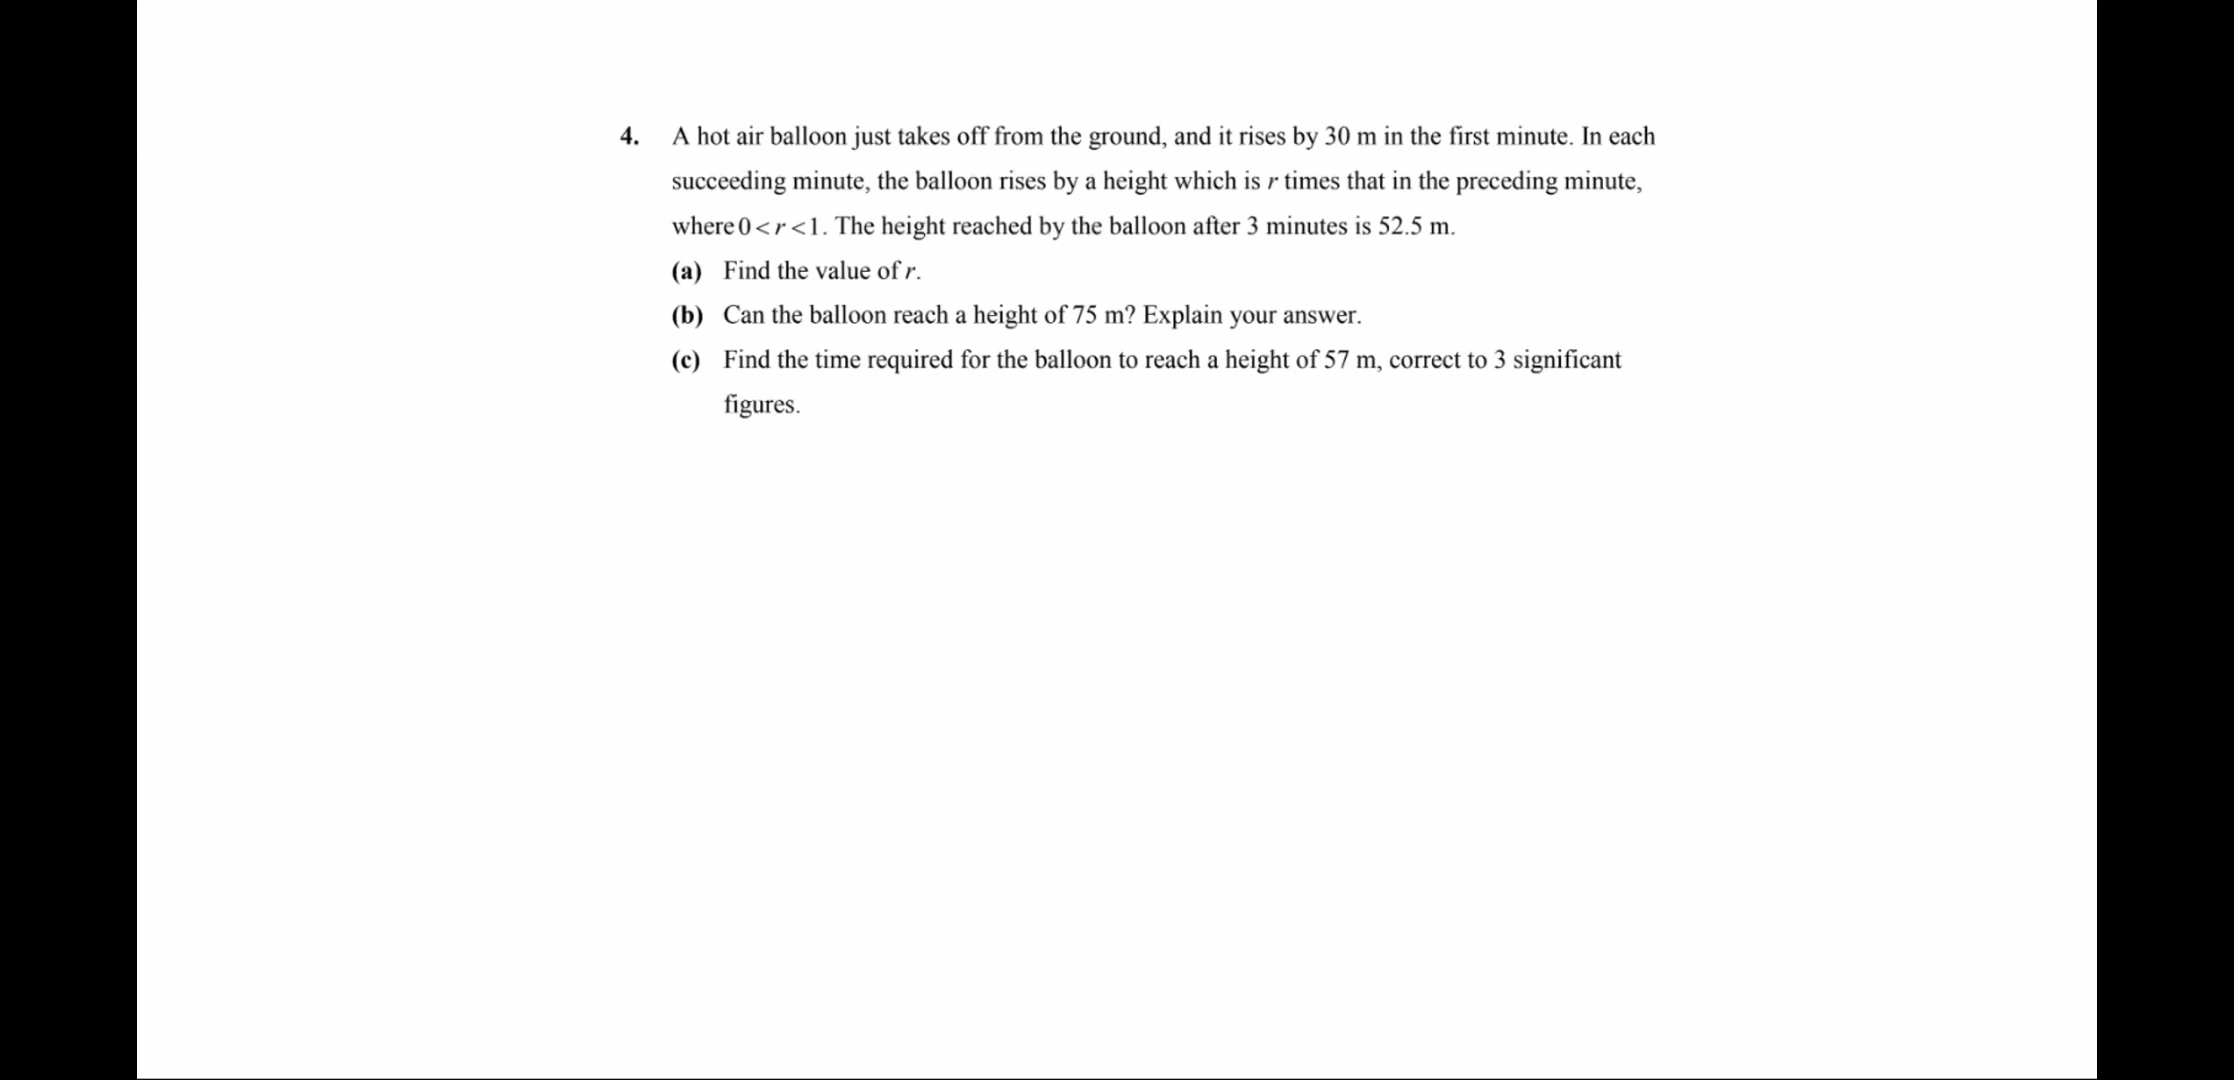 4. A hot air balloon just takes off from the ground, and it rises by 30 m in the first minute. In each
succeeding minute, the balloon rises by a height which is r times that in the preceding minute,
where 0 < r < 1. The height reached by the balloon after 3 minutes is 52.5 m.
(a) Find the value of r.
(b) Can the balloon reach a height of 75 m? Explain your answer.
(c) Find the time required for the balloon to reach a height of 57 m, correct to 3 significant
figures.